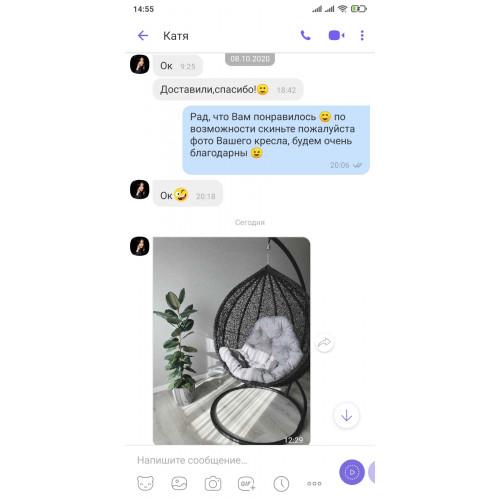 14:55
Катя
08.10.2020
Ок 9:25
Доставили,спасибо!🙂 18:42
Рад, что Вам понравилось 😄 по
возможности скиньте пожалуйста
фото Вашего кресла,будем очень
благодарны 😉
20:06
Ок🤪 20:18
Сегодня
12:29
Напишите сообщение...
GIF